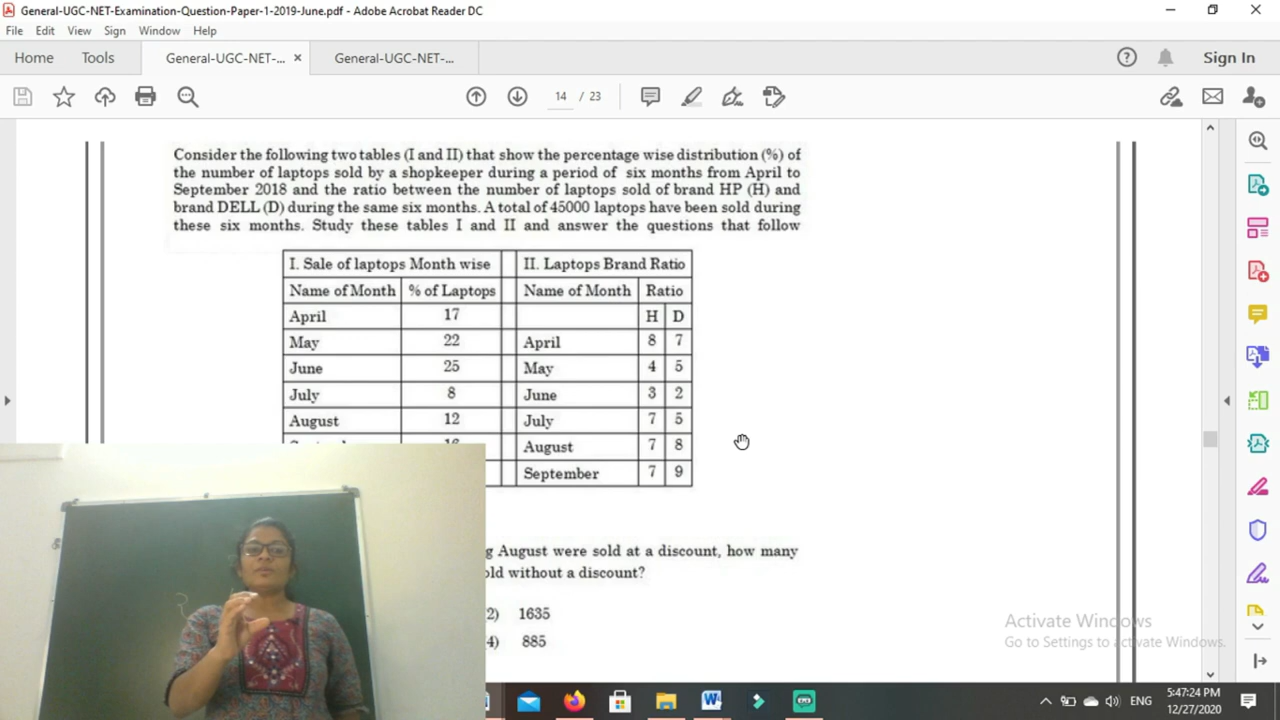 General-UGC-NET-Examination-Question-Paper-1-2019-June.pdf - Adobe Acrobat Reader DC
File Edit View Sign Window Help
Home Tools General-UGC-NET-... × General-UGC-NET-... Sign In
14 / 23
Consider the following two tables (I and II) that show the percentage wise distribution (%) of
the number of laptops sold by a shopkeeper during a period of six months from April to
September 2018 and the ratio between the number of laptops sold of brand HP (H) and
brand DELL (D) during the same six months. A total of 45000 laptops have been sold during
these six months. Study these tables I and II and answer the questions that follow
I. Sale of laptops Month wise II. Laptops Brand Ratio
Name of Month % of Laptops Name of Month Ratio
April 17 H D
May 22 April 8 7
June 25 May 4 5
July 8 June 3 2
August 12 July 7 5
August 7 8
September 7 9
August were sold at a discount, how many
without a discount?
2) 1635
4) 885
Activate Windows
Go to Settings to activate Windows.
ENG
5:47:24 PM
12/27/2020